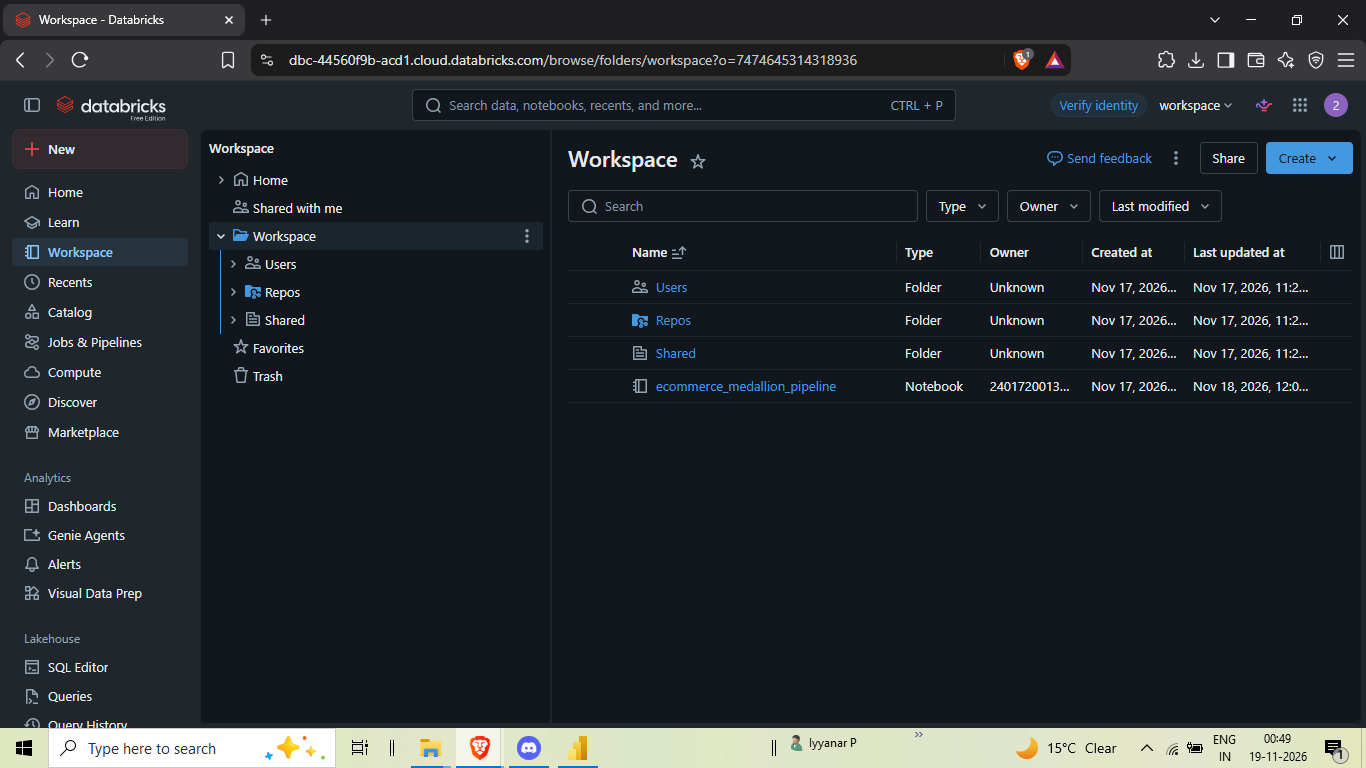 Workspace - Databricks
dbc-44560f9b-acd1.cloud.databricks.com/browse/folders/workspace?o=7474645314318936
1
databricks
Free Edition
Search data, notebooks, recents, and more...
CTRL + P
Verify identity
workspace
2
New
Home
Learn
Workspace
Recents
Catalog
Jobs & Pipelines
Compute
Discover
Marketplace
Analytics
Dashboards
Genie Agents
Alerts
Visual Data Prep
Lakehouse
SQL Editor
Queries
Query History
Workspace
Home
Shared with me
Workspace
Users
Repos
Shared
Favorites
Trash
Workspace
Send feedback
Share
Create
Search
Type
Owner
Last modified
Name Type Owner Created at Last updated at
Users Folder Unknown Nov 17, 2026... Nov 17, 2026, 11:2...
Repos Folder Unknown Nov 17, 2026... Nov 17, 2026, 11:2...
Shared Folder Unknown Nov 17, 2026... Nov 17, 2026, 11:2...
ecommerce_medallion_pipeline Notebook 2401720013... Nov 17, 2026... Nov 18, 2026, 12:0...
Type here to search
Iyyanar P
15°C Clear
ENG
IN
00:49
19-11-2026
1